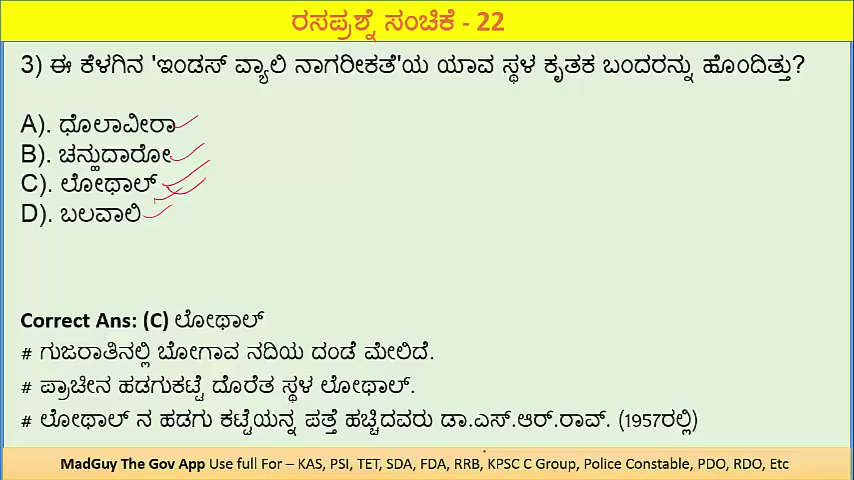 ರಸಪ್ರಶ್ನೆ ಸಂಚಿಕೆ - 22
3) ಈ ಕೆಳಗಿನ 'ಇಂಡಸ್ ವ್ಯಾಲಿ ನಾಗರೀಕತೆ'ಯ ಯಾವ ಸ್ಥಳ ಕೃತಕ ಬಂದರನ್ನು ಹೊಂದಿತ್ತು?
A). ಧೊಲಾವೀರಾ
B). ಚನ್ಹುದಾರೋ
C). ಲೋಥಾಲ್
D). ಬಲವಾಲಿ
Correct Ans: (C) ಲೋಥಾಲ್
# ಗುಜರಾತಿನಲ್ಲಿ ಬೋಗಾವ ನದಿಯ ದಂಡೆ ಮೇಲಿದೆ.
# ಪ್ರಾಚೀನ ಹಡಗುಕಟ್ಟೆ ದೊರೆತ ಸ್ಥಳ ಲೋಥಾಲ್.
# ಲೋಥಾಲ್ ನ ಹಡಗು ಕಟ್ಟೆಯನ್ನ ಪತ್ತೆ ಹಚ್ಚಿದವರು ಡಾ.ಎಸ್.ಆರ್.ರಾವ್. (1957ರಲ್ಲಿ)
MadGuy The Gov App Use full For – KAS, PSI, TET, SDA, FDA, RRB, KPSC C Group, Police Constable, PDO, RDO, Etc